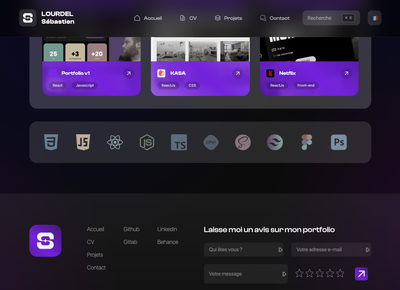 LOURDEL
Sébastien
Accueil
CV
Projets
Contact
Recherche
25
+3
+20
Portfolio v1
React
Javascript
KASA
ReactJs
CSS
Netflix
ReactJs
Front-end
JS
TS
php
Ps
Accueil
Github
Linkedin
CV
Gitlab
Behance
Projets
Contact
Laisse moi un avis sur mon portfolio
Qui êtes vous ?
Votre adresse e-mail
Votre message